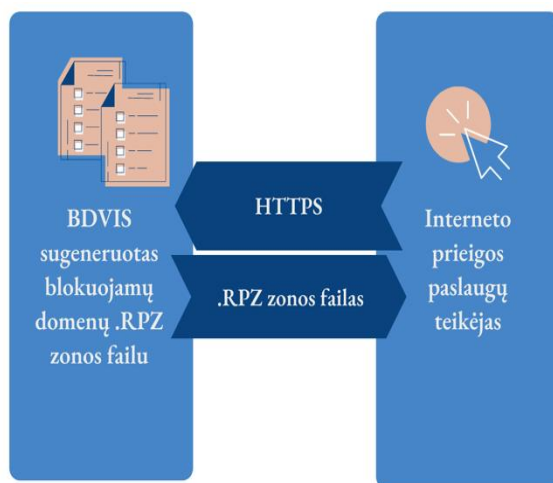 BDVIS
sugeneruotas
blokuojamų
domenų .RPZ
zonos failu
HTTPS
.RPZ zonos failas
Interneto
prieigos
paslaugų
teikėjas